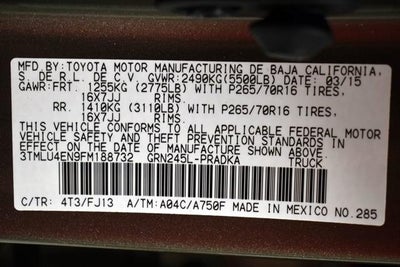 MFD.BY:TOYOTA MOTOR MANUFACTURING DE BAJA CALIFORNIA,
S. DE R.L. DE C.V. GVWR:2490KG(5500LB) DATE: 03/15
GAWR:FRT. 1255KG (2775LB) WITH P265/70R16 TIRES,
16X7JJ RIMS,
RR. 1410KG (3110LB) WITH P265/70R16 TIRES,
16X7JJ RIMS.
THIS VEHICLE CONFORMS TO ALL APPLICABLE FEDERAL MOTOR
VEHICLE SAFETY AND THEFT PREVENTION STANDARDS IN
EFFECT ON THE DATE OF MANUFACTURE SHOWN ABOVE.
3TMLU4EN9FM188732 GRN245L-PRADKA TRUCK
C/TR: 4T3/FJ13 A/TM:A04C/A750F MADE IN MEXICO NO.285